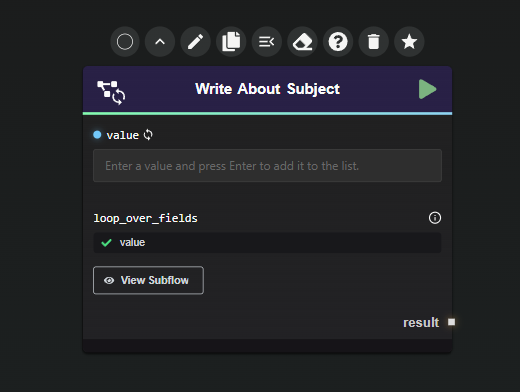 Write About Subject
value
Enter a value and press Enter to add it to the list.
loop_over_fields
value
View Subflow
result